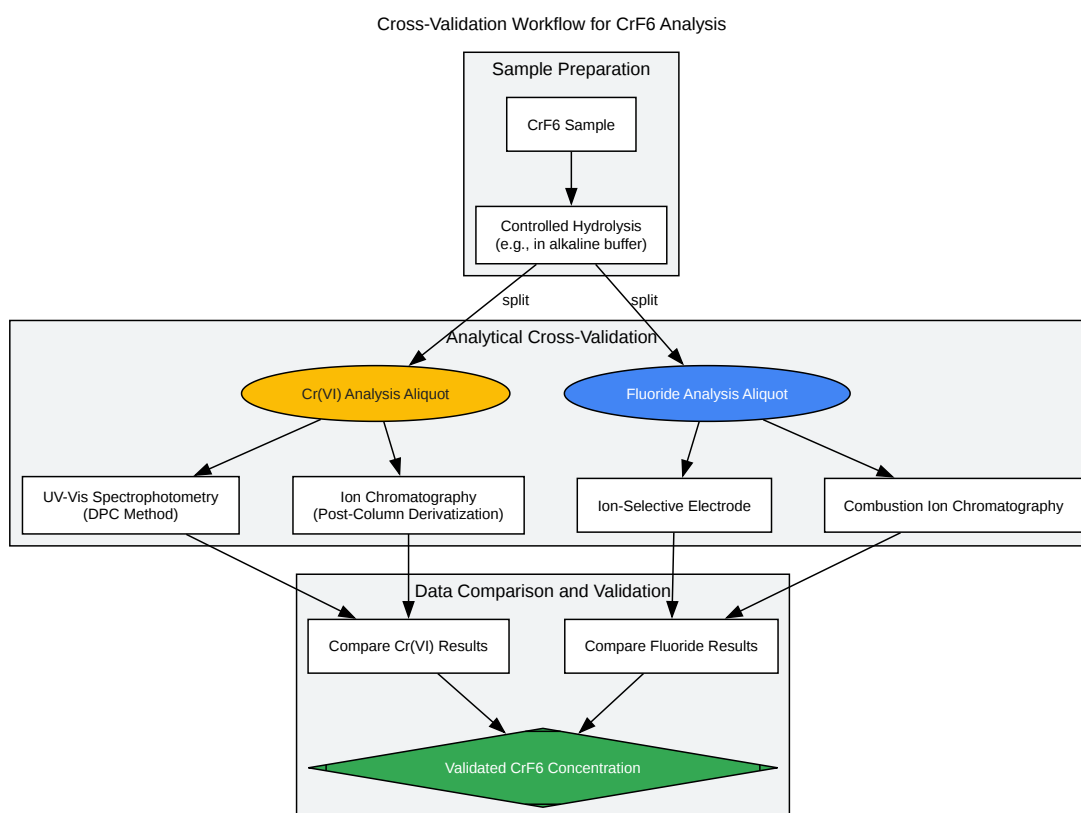 Cross-Validation Workflow for CrF6 Analysis
Sample Preparation
CrF6 Sample
Controlled Hydrolysis
(e.g., in alkaline buffer)
split
split
Analytical Cross-Validation
Cr(VI) Analysis Aliquot
Fluoride Analysis Aliquot
UV-Vis Spectrophotometry
(DPC Method)
Ion Chromatography
(Post-Column Derivatization)
Ion-Selective Electrode
Combustion Ion Chromatography
Data Comparison and Validation
Compare Cr(VI) Results
Compare Fluoride Results
Validated CrF6 Concentration